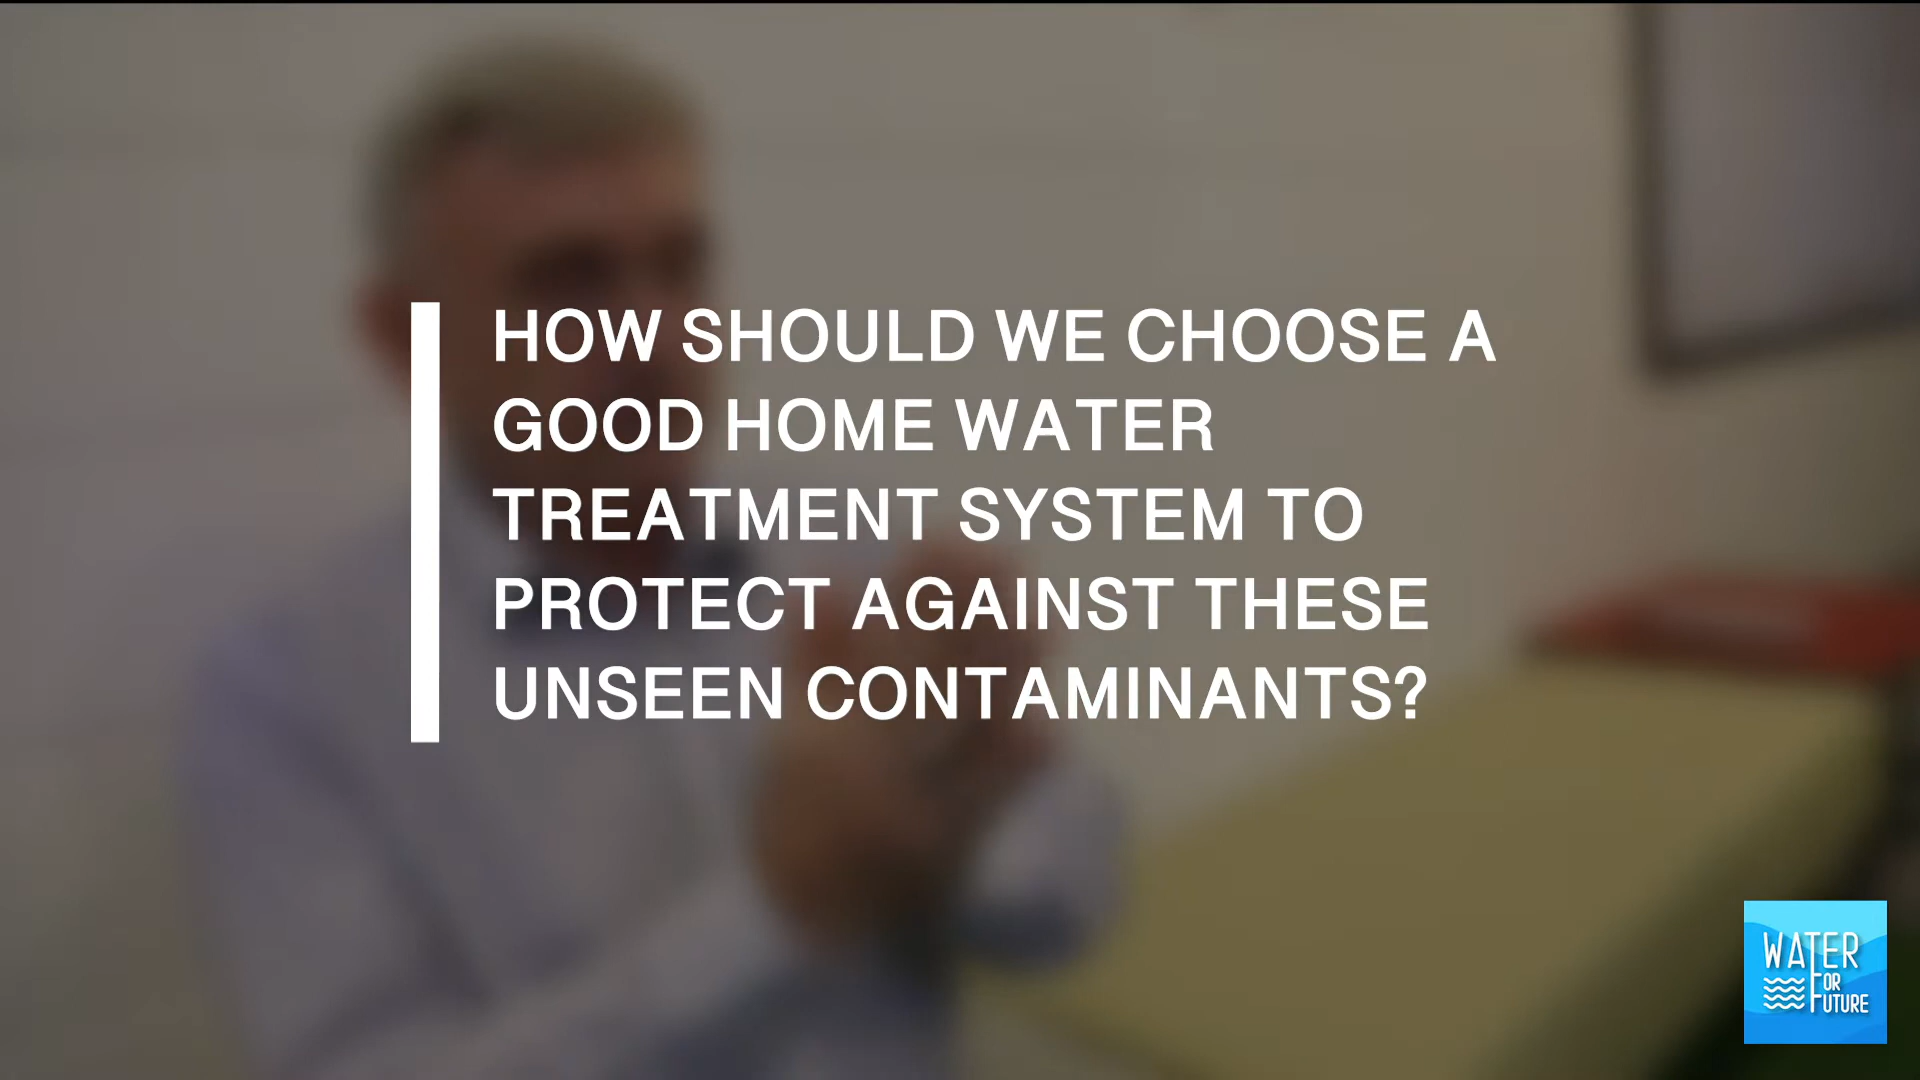 HOW SHOULD WE CHOOSE A
GOOD HOME WATER
TREATMENT SYSTEM TO
PROTECT AGAINST THESE
UNSEEN CONTAMINANTS?
WATER
FOR
FUTURE